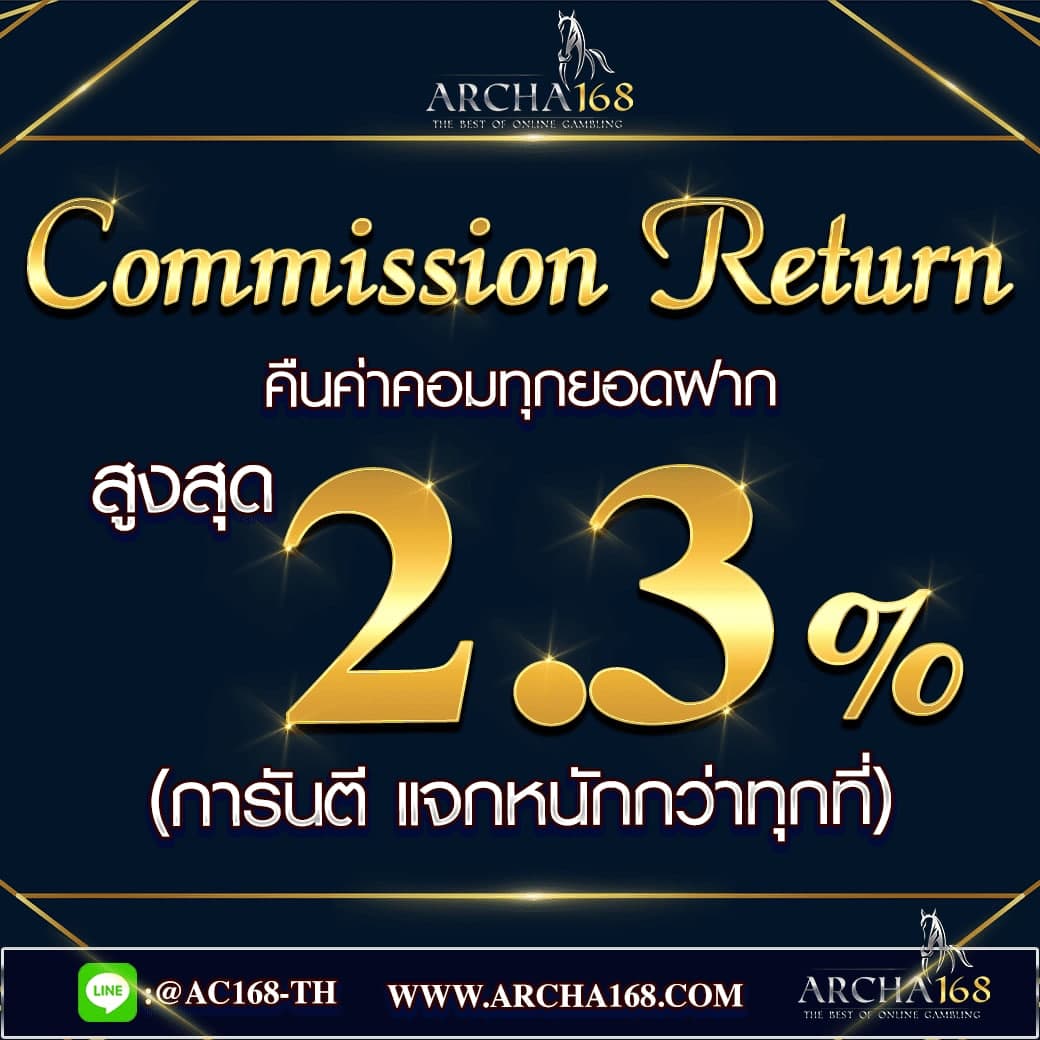 ARCHA168
THE BEST OF ONLINE GAMBLING
Commission Return
คืนค่าคอมทุกยอดฝาก
สูงสุด 2.3%
(การันตี แจกหนักกว่าทุกที่)
LINE :@AC168-TH WWW.ARCHA168.COM ARCHA168
THE BEST OF ONLINE GAMBLING